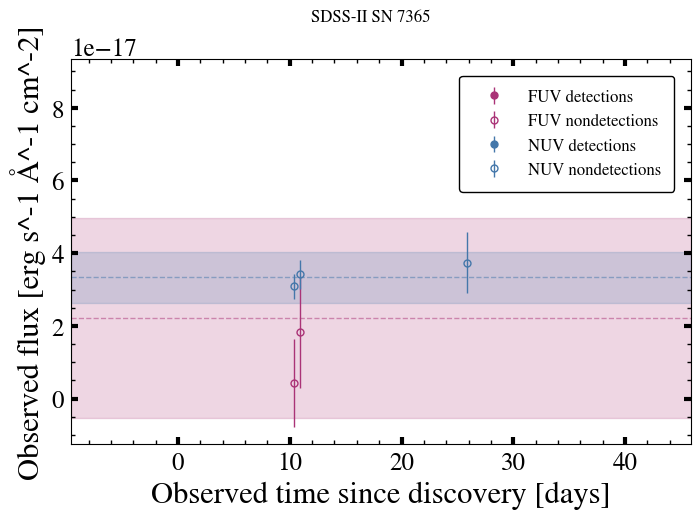 SDSS-II SN 7365
1e−17
Observed flux [erg s^-1 Å^-1 cm^-2]
8
6
4
2
0
FUV detections
FUV nondetections
NUV detections
NUV nondetections
0 10 20 30 40
Observed time since discovery [days]